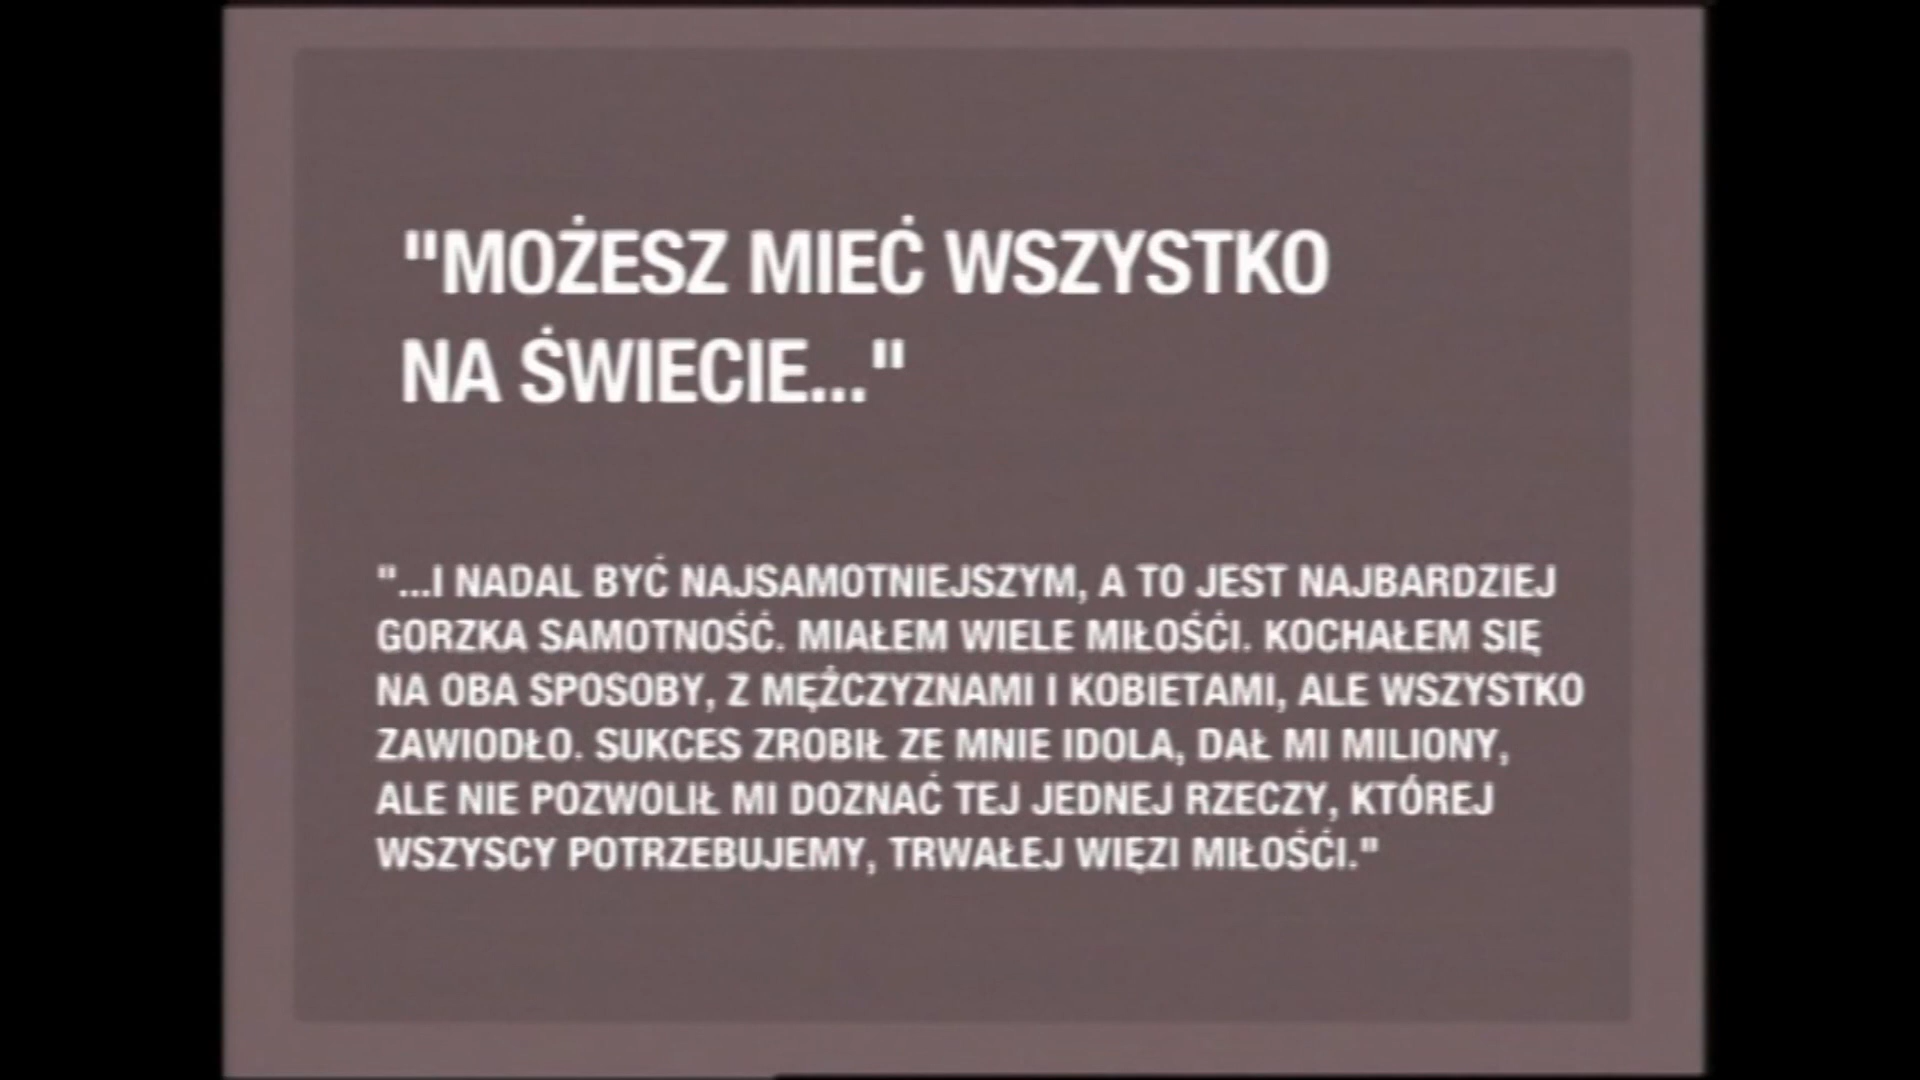 "MOŻESZ MIEĆ WSZYSTKO
NA ŚWIECIE..."
"...I NADAL BYĆ NAJSAMOTNIEJSZYM, A TO JEST NAJBARDZIEJ
GORZKA SAMOTNOŚĆ. MIAŁEM WIELE MIŁOŚĆI. KOCHAŁEM SIĘ
NA OBA SPOSOBY, Z MĘŻCZYZNAMI I KOBIETAMI, ALE WSZYSTKO
ZAWIODŁO. SUKCES ZROBIŁ ZE MNIE IDOLA, DAŁ MI MILIONY,
ALE NIE POZWOLIŁ MI DOZNAĆ TEJ JEDNEJ RZECZY, KTÓREJ
WSZYSCY POTRZEBUJEMY, TRWAŁEJ WIĘZI MIŁOŚĆI."